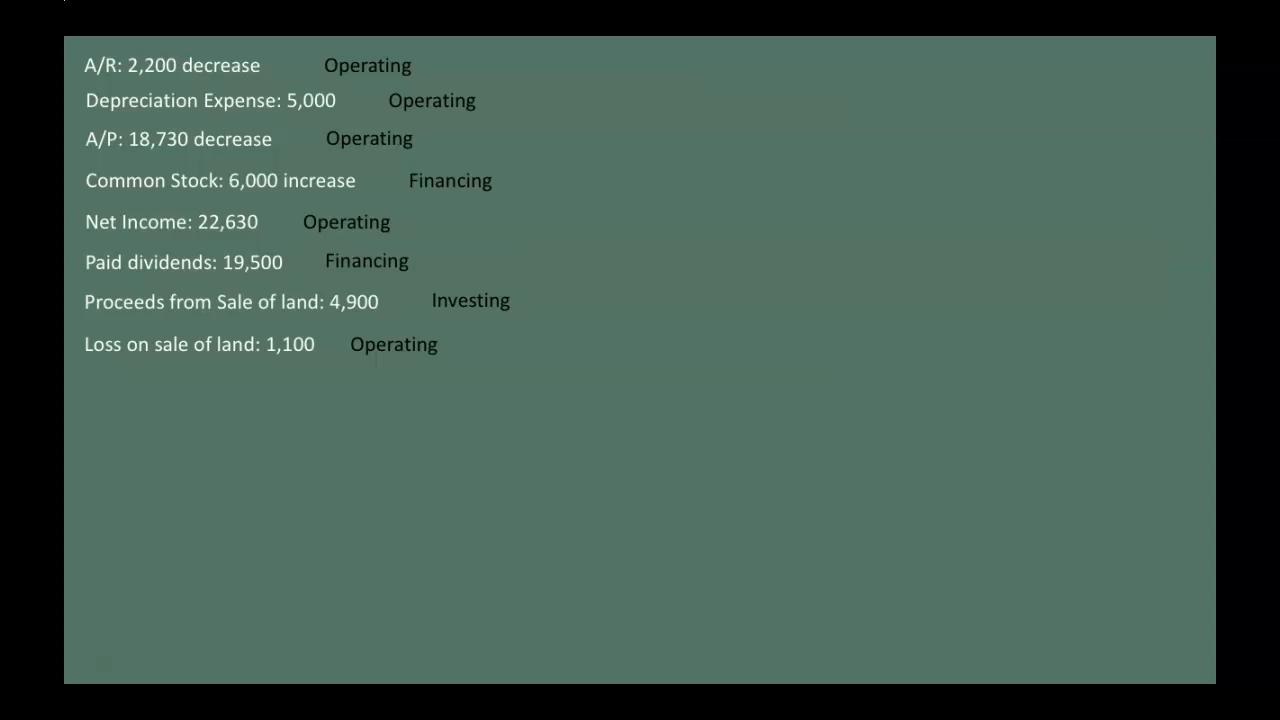 A/R: 2,200 decrease Operating
Depreciation Expense: 5,000 Operating
A/P: 18,730 decrease Operating
Common Stock: 6,000 increase Financing
Net Income: 22,630 Operating
Paid dividends: 19,500 Financing
Proceeds from Sale of land: 4,900 Investing
Loss on sale of land: 1,100 Operating